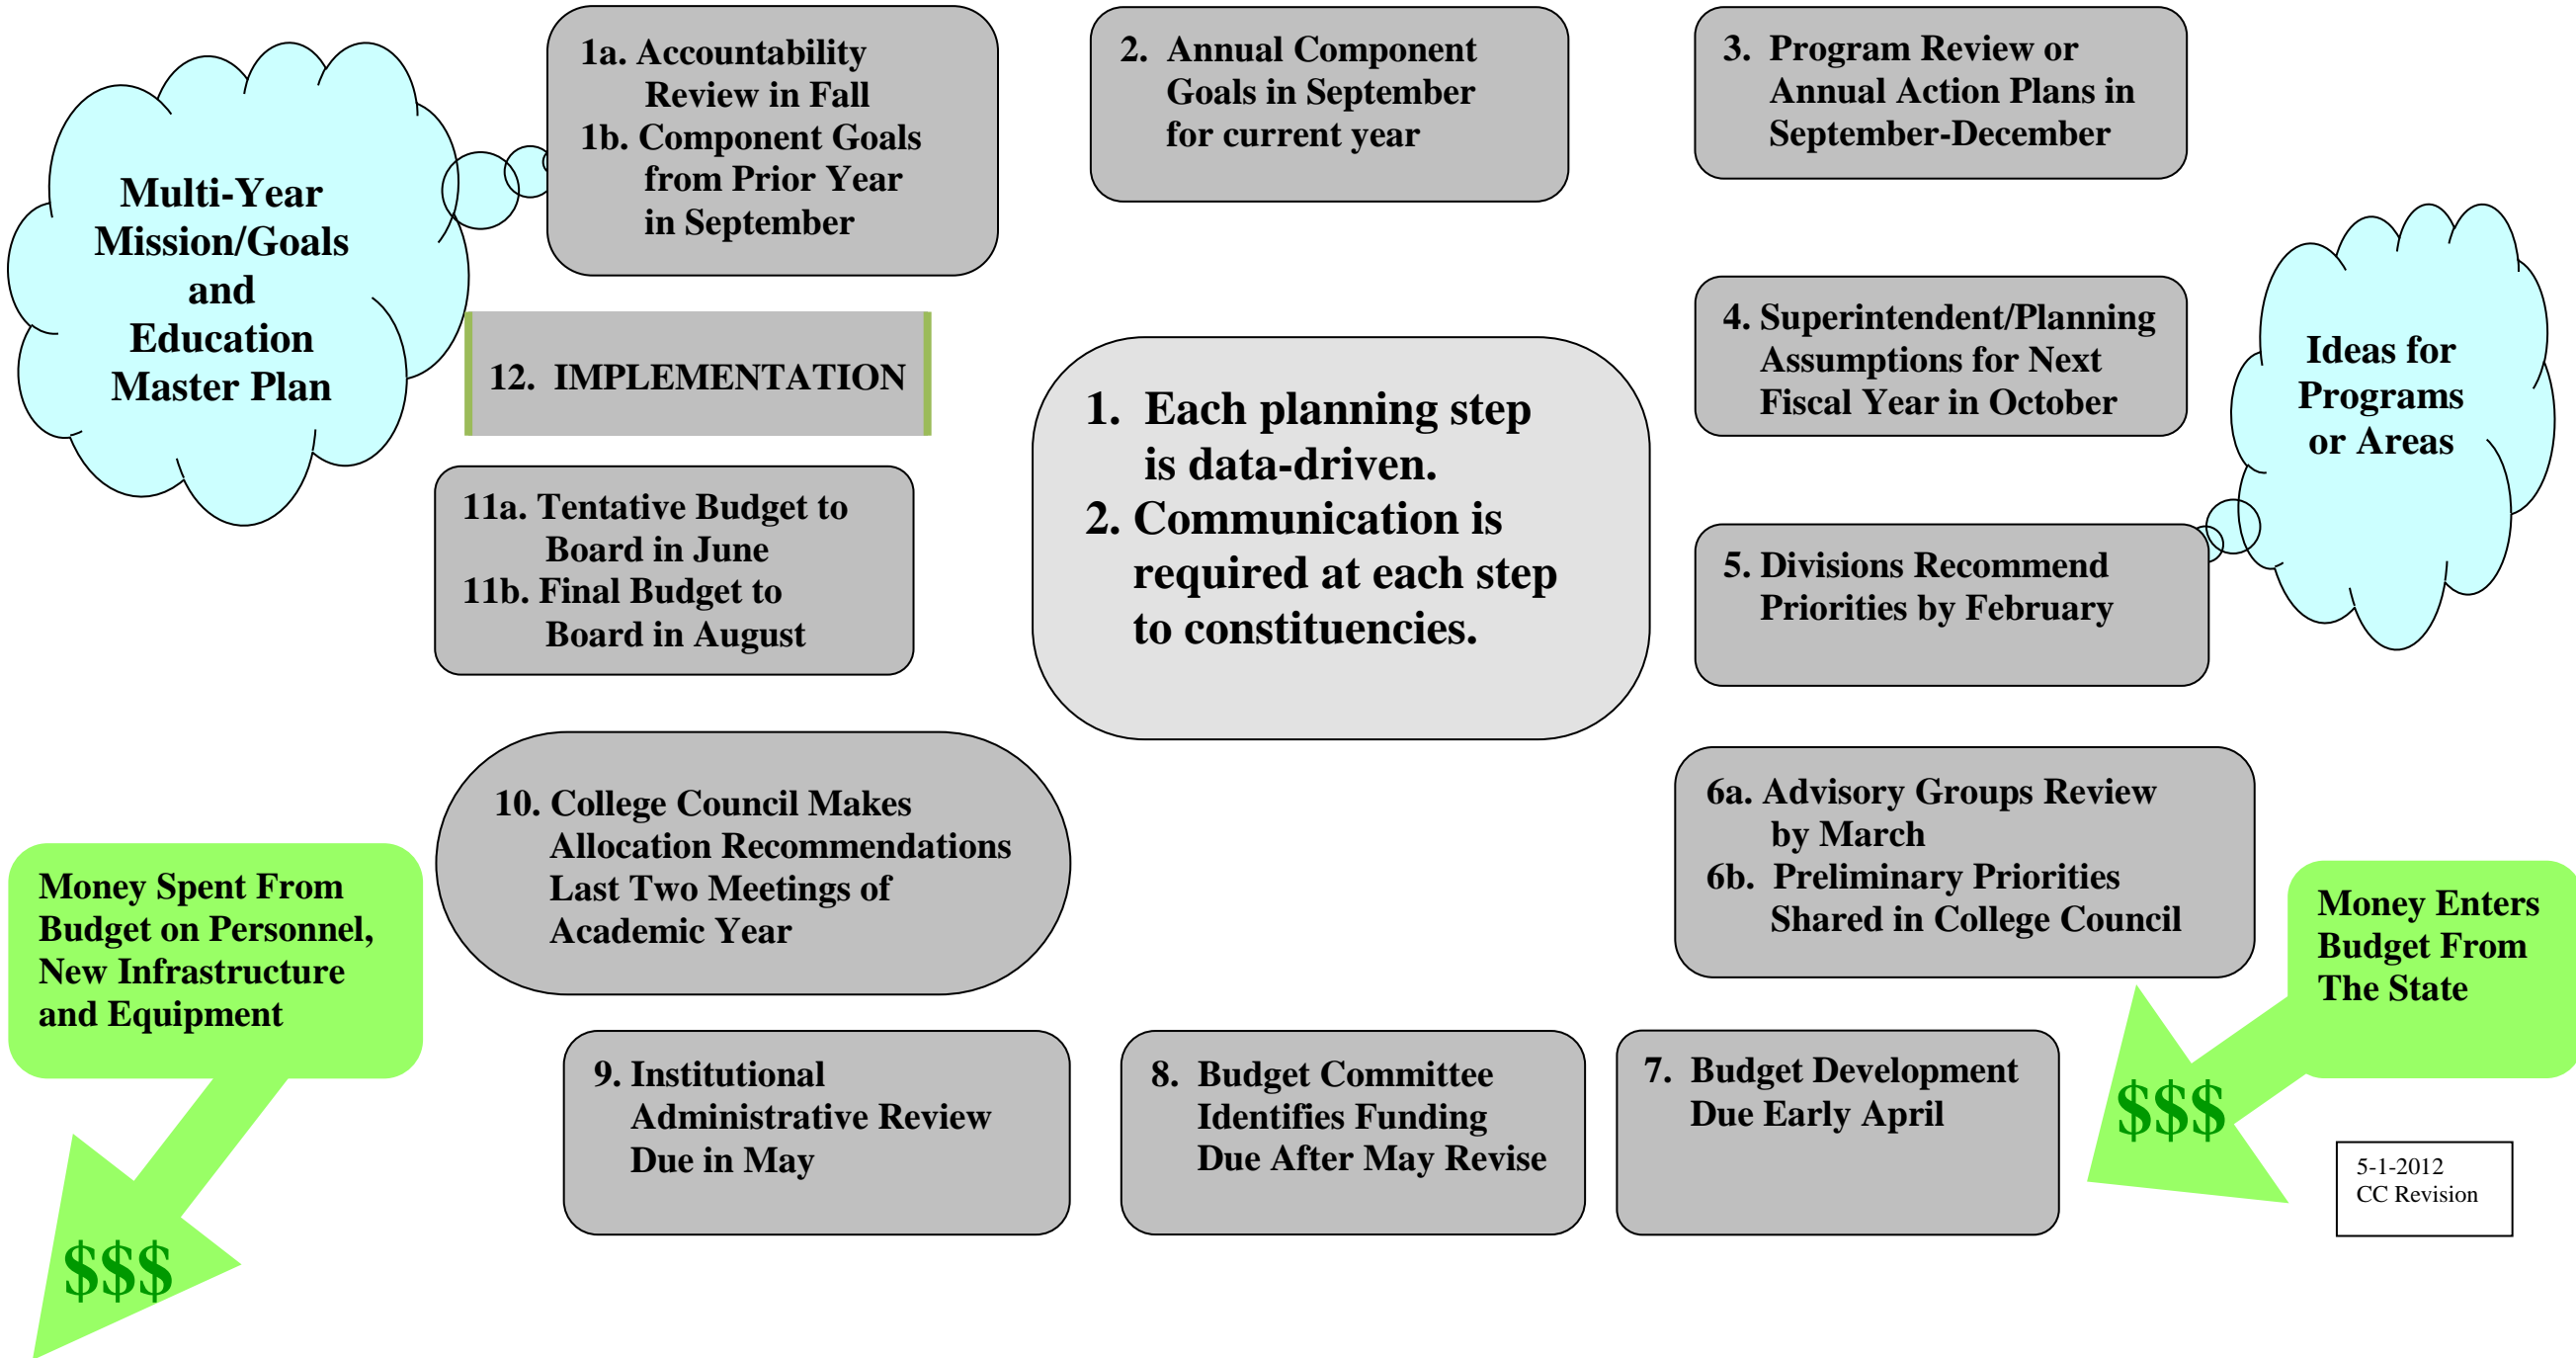 Multi-Year
Mission/Goals
and
Education
Master Plan
1a. Accountability
Review in Fall
1b. Component Goals
from Prior Year
in September
2. Annual Component
Goals in September
for current year
3. Program Review or
Annual Action Plans in
September-December
4. Superintendent/Planning
Assumptions for Next
Fiscal Year in October
Ideas for
Programs
or Areas
5. Divisions Recommend
Priorities by February
6a. Advisory Groups Review
by March
6b. Preliminary Priorities
Shared in College Council
Money Enters
Budget From
The State
$$$
7. Budget Development
Due Early April
8. Budget Committee
Identifies Funding
Due After May Revise
9. Institutional
Administrative Review
Due in May
10. College Council Makes
Allocation Recommendations
Last Two Meetings of
Academic Year
11a. Tentative Budget to
Board in June
11b. Final Budget to
Board in August
12. IMPLEMENTATION
1. Each planning step
is data-driven.
2. Communication is
required at each step
to constituencies.
Money Spent From
Budget on Personnel,
New Infrastructure
and Equipment
$$$
5-1-2012
CC Revision